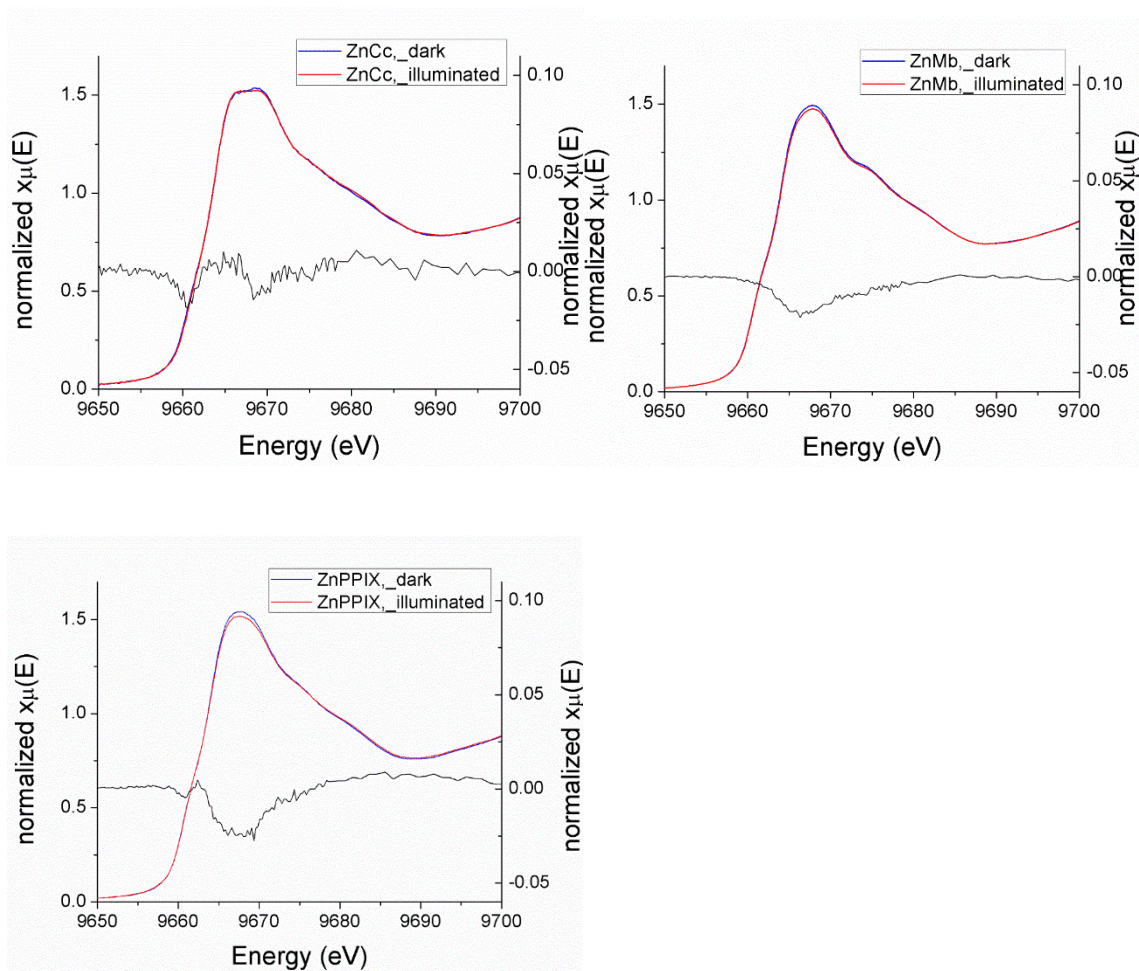 ZnCc,_dark
ZnCc,_illuminated
normalized xμ(E)
1.5
1.0
0.5
0.0
0.10
0.05
0.00
-0.05
normalized xμ(E)
9650 9660 9670 9680 9690 9700
Energy (eV)
ZnMb,_dark
ZnMb,_illuminated
normalized xμ(E)
1.5
1.0
0.5
0.0
0.10
0.05
0.00
-0.05
normalized xμ(E)
9650 9660 9670 9680 9690 9700
Energy (eV)
ZnPPIX,_dark
ZnPPIX,_illuminated
normalized xμ(E)
1.5
1.0
0.5
0.0
0.10
0.05
0.00
-0.05
normalized xμ(E)
9650 9660 9670 9680 9690 9700
Energy (eV)